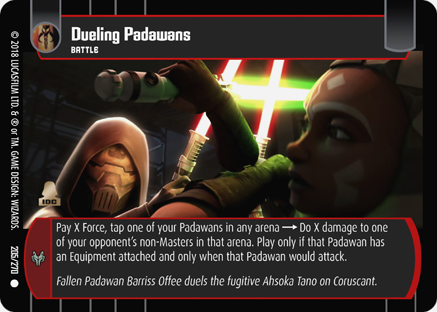 Dueling Padawans
BATTLE
IDC
Pay X Force, tap one of your Padawans in any arena → Do X damage to one
of your opponent's non-Masters in that arena. Play only if that Padawan has
an Equipment attached and only when that Padawan would attack.
Fallen Padawan Barriss Offee duels the fugitive Ahsoka Tano on Coruscant.
© 2018 LUCASFILM LTD. & ® or TM. GAME DESIGN: WIZARDS.